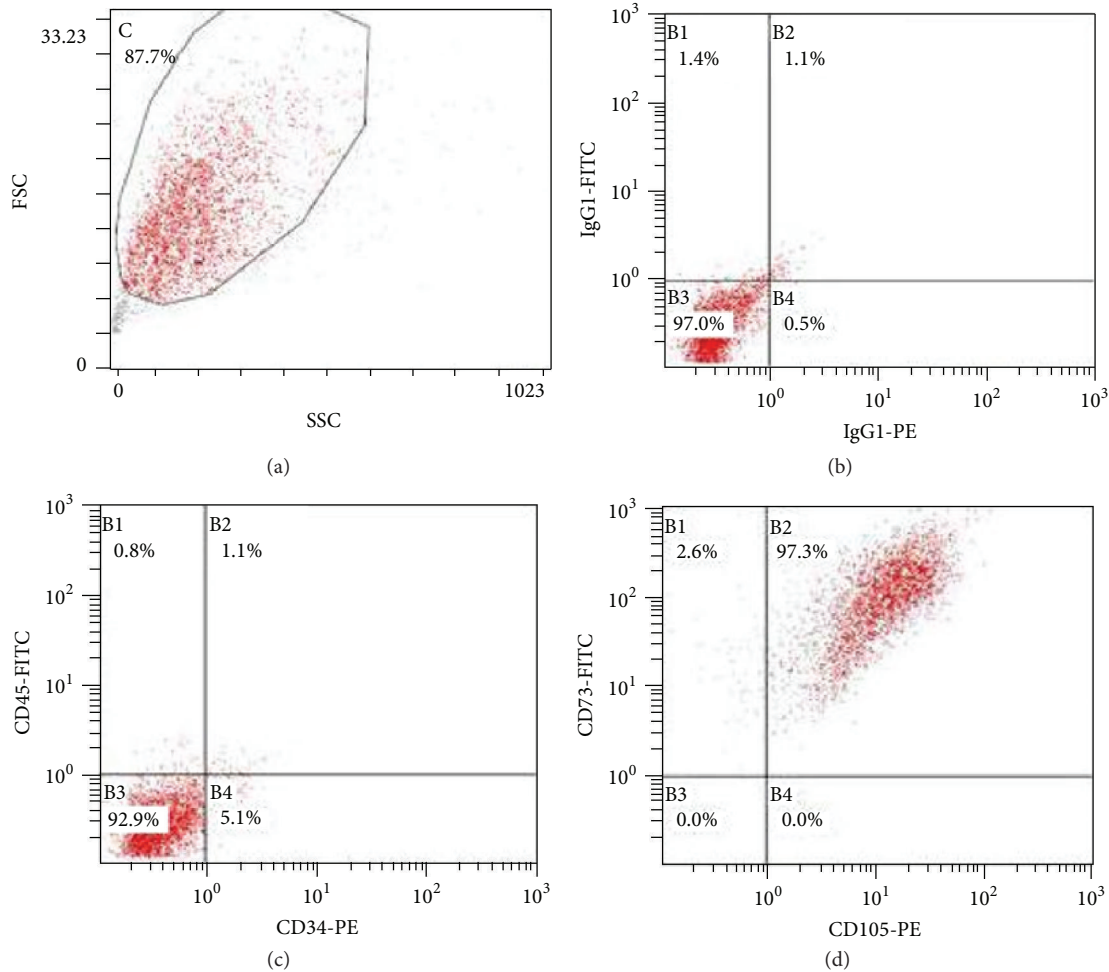 C
87.7%
33.23
0
FSC
0 1023
SSC
(a)
10³
10²
10¹
10⁰
IgG1-FITC
B1 B2
1.4% 1.1%
B3 B4
97.0% 0.5%
10⁰ 10¹ 10² 10³
IgG1-PE
(b)
10³
10²
10¹
10⁰
CD45-FITC
B1 B2
0.8% 1.1%
B3 B4
92.9% 5.1%
10⁰ 10¹ 10² 10³
CD34-PE
(c)
10³
10²
10¹
10⁰
CD73-FITC
B1 B2
2.6% 97.3%
B3 B4
0.0% 0.0%
10⁰ 10¹ 10² 10³
CD105-PE
(d)